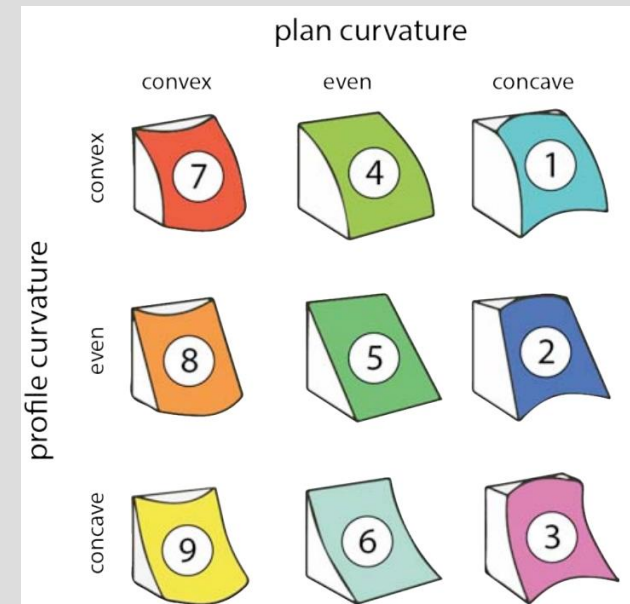 plan curvature
convex even concave
profile curvature
convex
7 4 1
even
8 5 2
concave
9 6 3